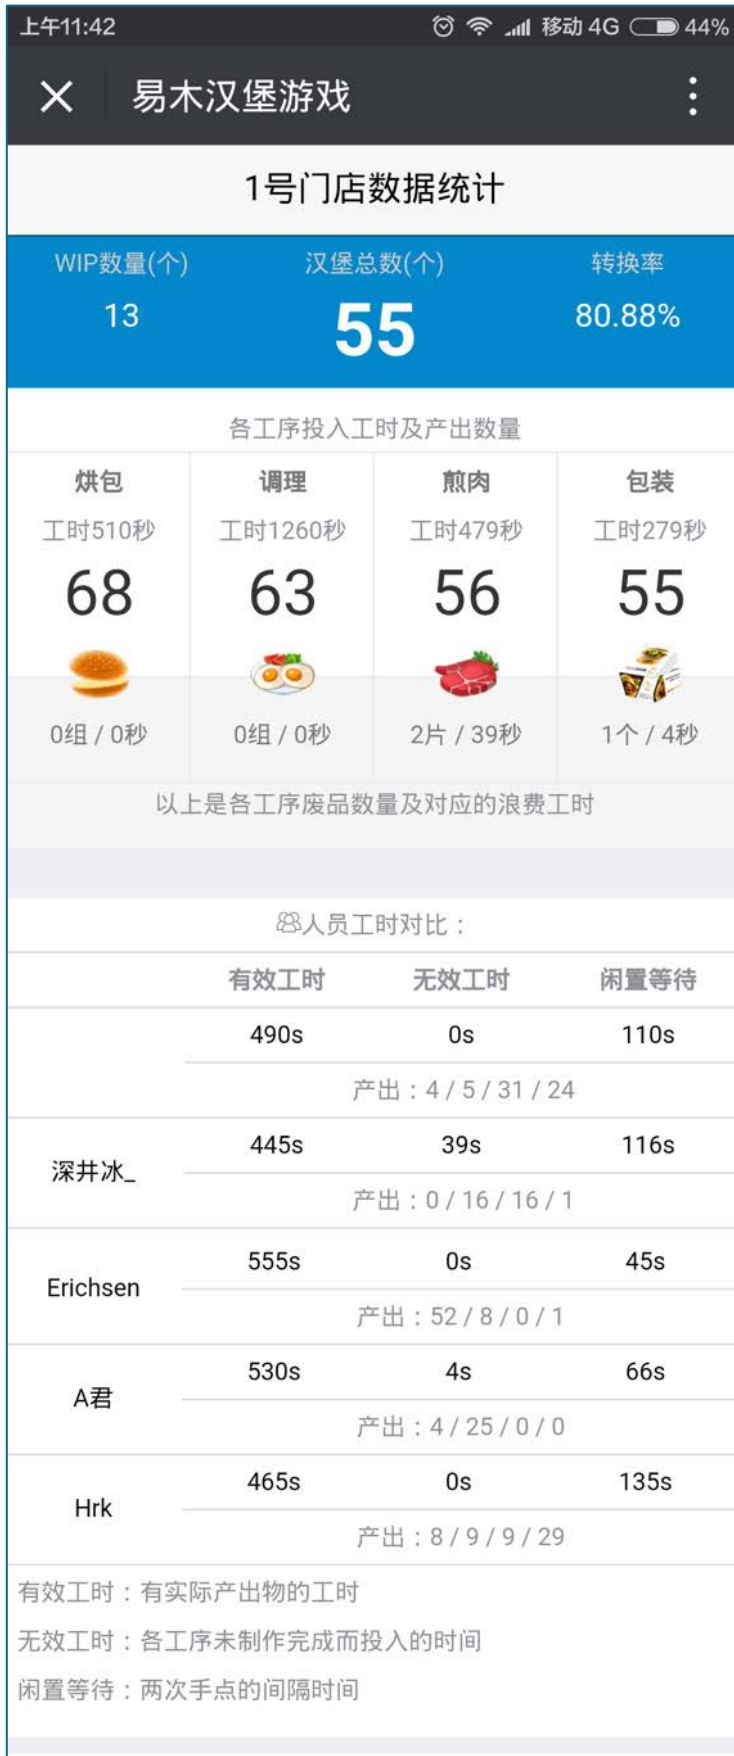 上午11:42 移动 4G 44%
易木汉堡游戏
1号门店数据统计
WIP数量(个) 汉堡总数(个) 转换率
13 55 80.88%
各工序投入工时及产出数量
烘包 调理 煎肉 包装
工时510秒 工时1260秒 工时479秒 工时279秒
68 63 56 55
0组 / 0秒 0组 / 0秒 2片 / 39秒 1个 / 4秒
以上是各工序废品数量及对应的浪费工时
人员工时对比：
有效工时 无效工时 闲置等待
490s 0s 110s
产出：4 / 5 / 31 / 24
深井冰_ 445s 39s 116s
产出：0 / 16 / 16 / 1
Erichsen 555s 0s 45s
产出：52 / 8 / 0 / 1
A君 530s 4s 66s
产出：4 / 25 / 0 / 0
Hrk 465s 0s 135s
产出：8 / 9 / 9 / 29
有效工时：有实际产出物的工时
无效工时：各工序未制作完成而投入的时间
闲置等待：两次手点的间隔时间